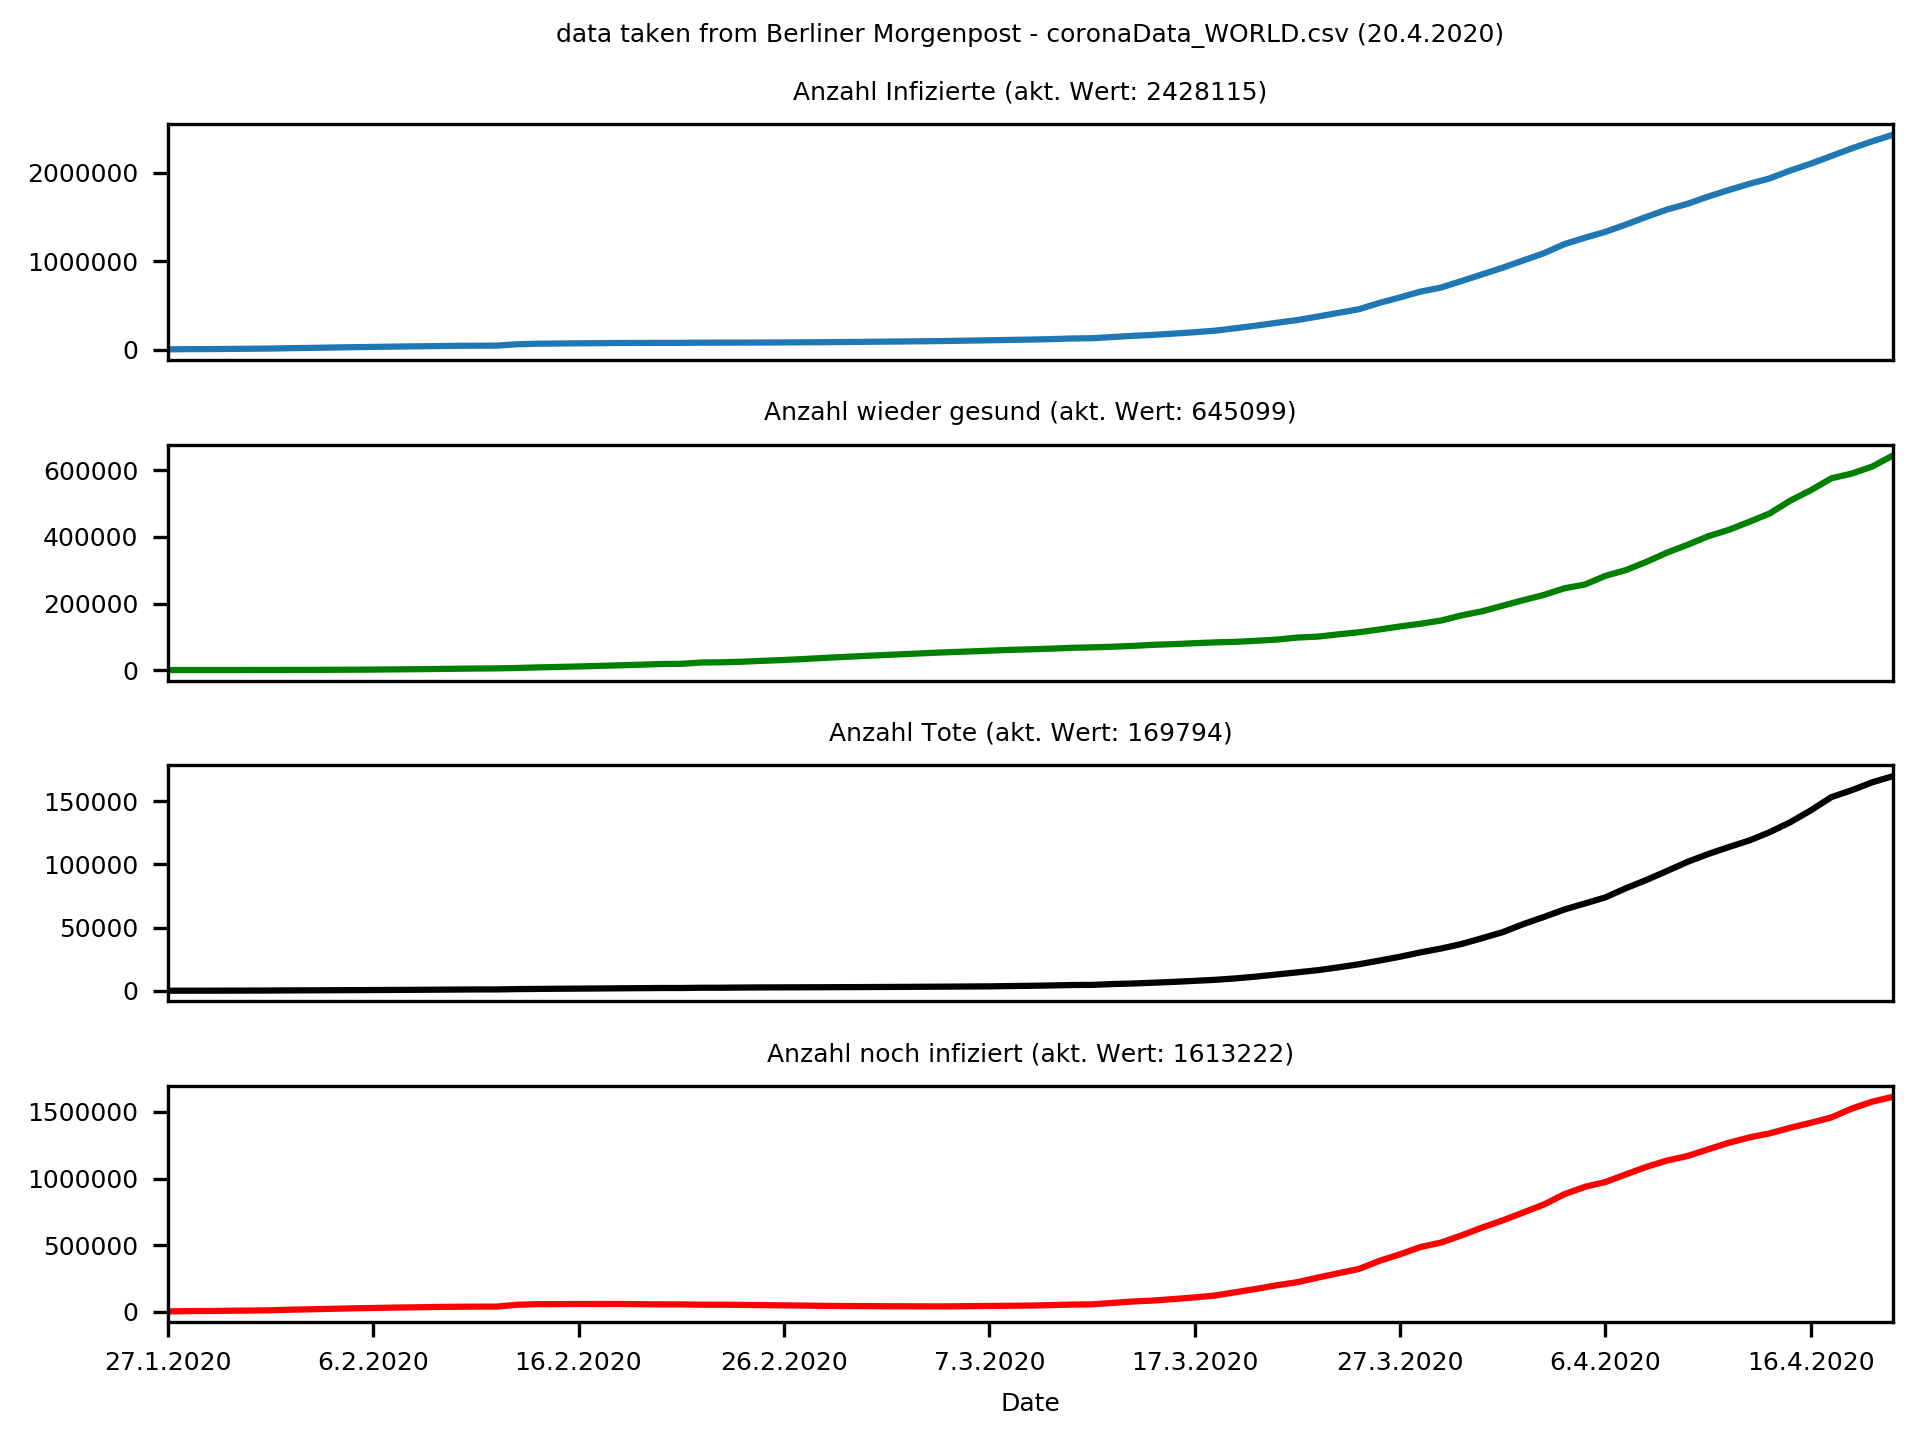 data taken from Berliner Morgenpost - coronaData_WORLD.csv (20.4.2020)
Anzahl Infizierte (akt. Wert: 2428115)
2000000
1000000
0
Anzahl wieder gesund (akt. Wert: 645099)
600000
400000
200000
0
Anzahl Tote (akt. Wert: 169794)
150000
100000
50000
0
Anzahl noch infiziert (akt. Wert: 1613222)
1500000
1000000
500000
0
27.1.2020 6.2.2020 16.2.2020 26.2.2020 7.3.2020 17.3.2020 27.3.2020 6.4.2020 16.4.2020
Date